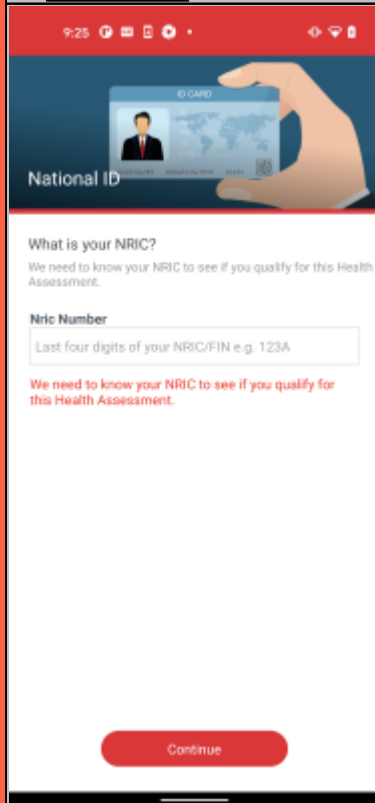 9:25
ID CARD
National ID
What is your NRIC?
We need to know your NRIC to see if you qualify for this Health
Assessment.
Nric Number
Last four digits of your NRIC/FIN e.g. 123A
We need to know your NRIC to see if you qualify for
this Health Assessment.
Continue